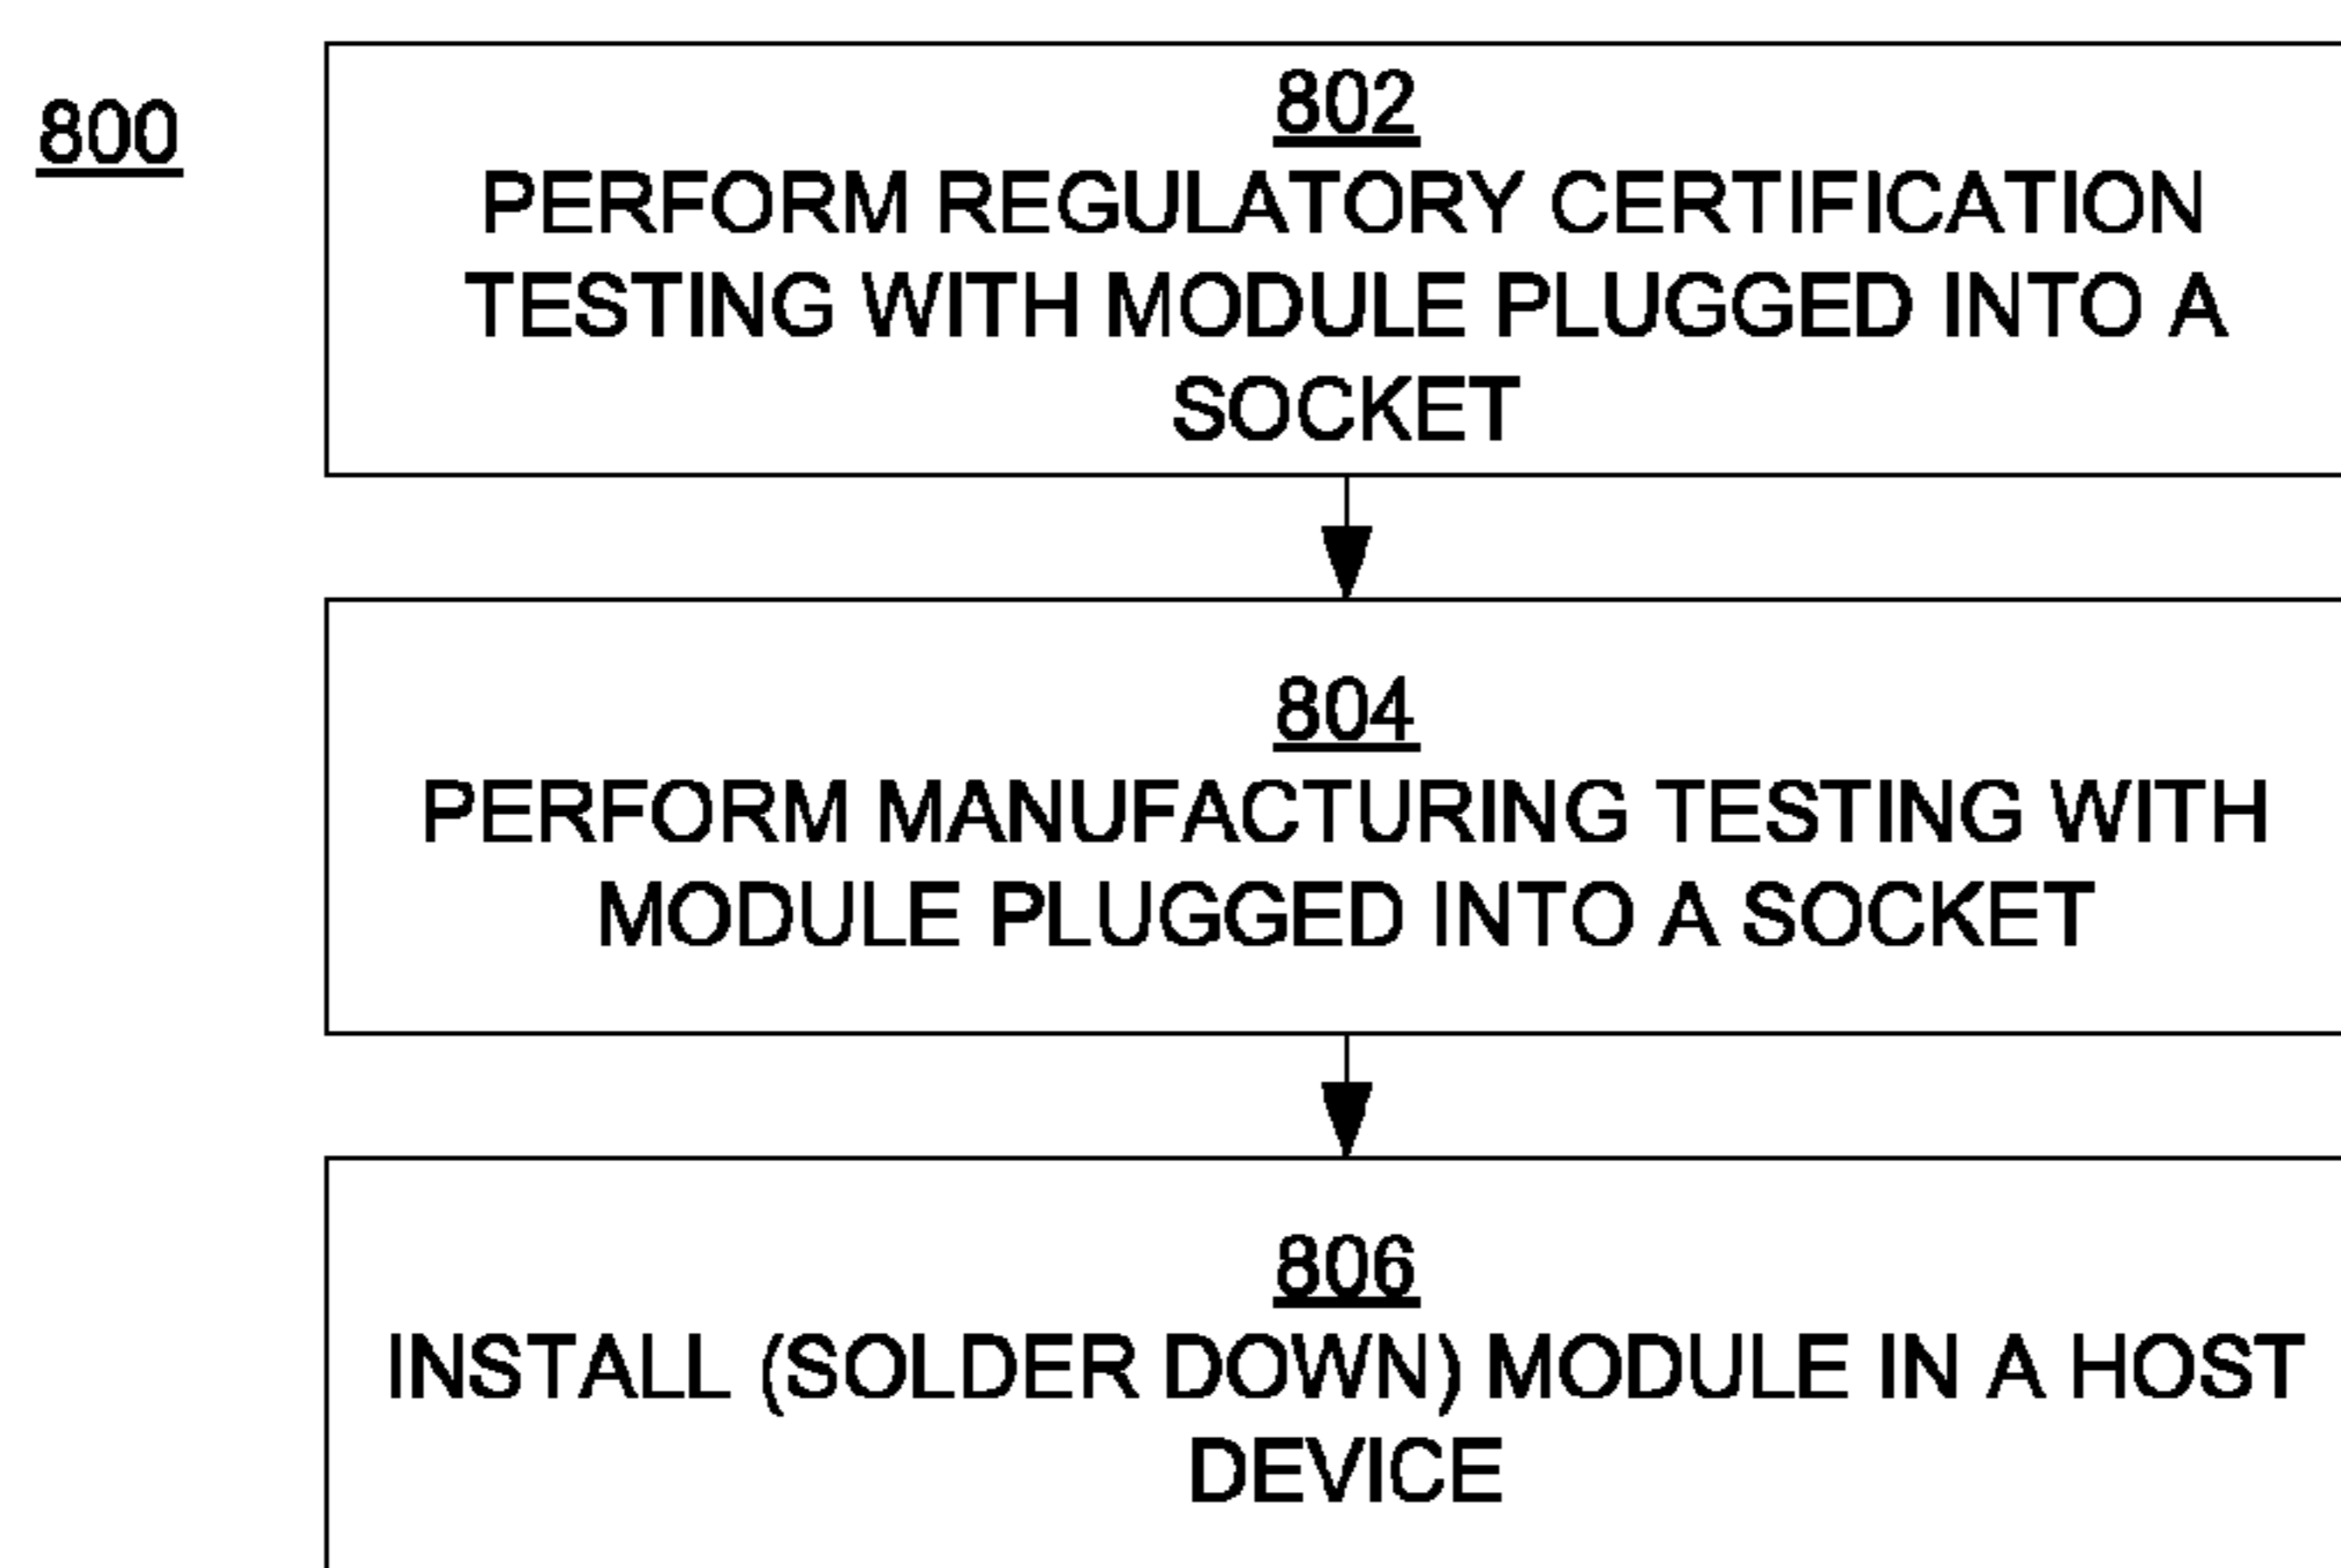 800
802
PERFORM REGULATORY CERTIFICATION
TESTING WITH MODULE PLUGGED INTO A
SOCKET
804
PERFORM MANUFACTURING TESTING WITH
MODULE PLUGGED INTO A SOCKET
806
INSTALL (SOLDER DOWN) MODULE IN A HOST
DEVICE